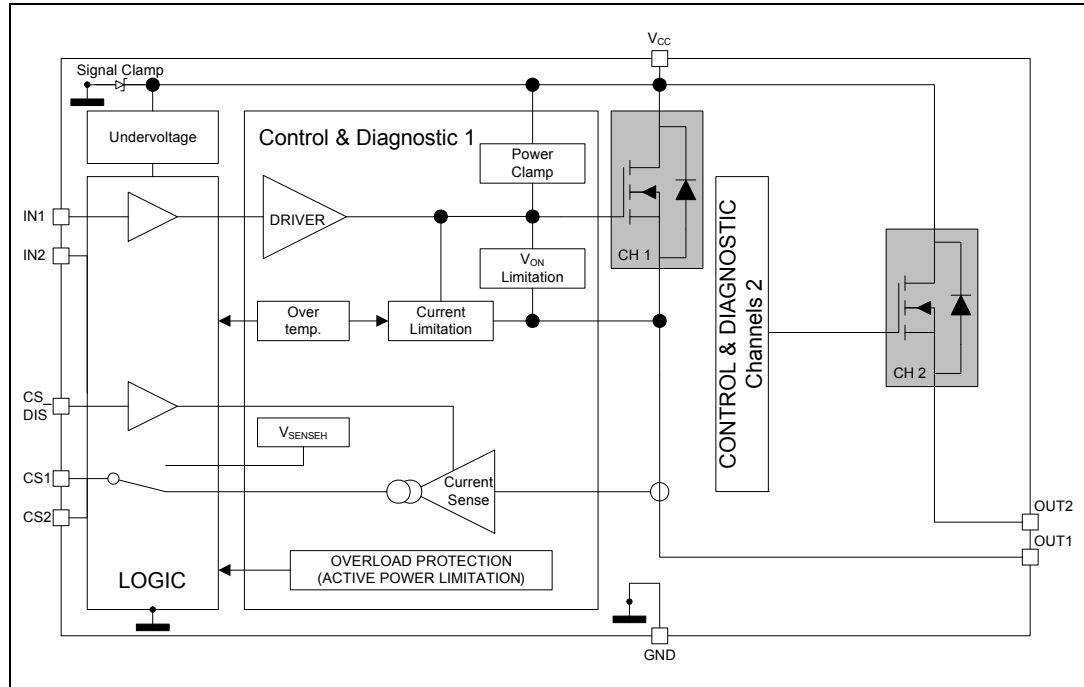 VCC
Signal Clamp
Undervoltage
Control & Diagnostic 1
Power
Clamp
IN1
DRIVER
IN2
CH 1
VON
Limitation
Over
temp.
Current
Limitation
CONTROL & DIAGNOSTIC
Channels 2
CH 2
CS_
DIS
VSENSEH
CS1
Current
Sense
CS2
OUT2
OUT1
OVERLOAD PROTECTION
(ACTIVE POWER LIMITATION)
LOGIC
GND